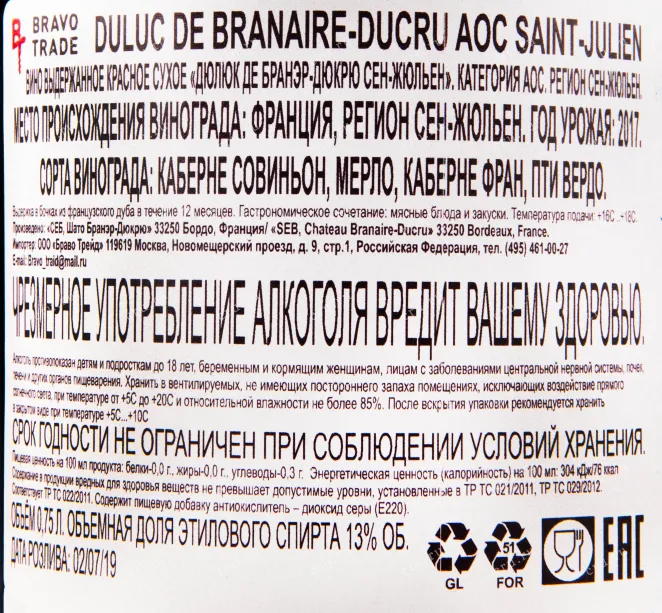 BRAVO
TRADE
DULUC DE BRANAIRE-DUCRU AOC SAINT-JULIEN
ВИНО ВЫДЕРЖАННОЕ КРАСНОЕ СУХОЕ «ДЮЛЮК ДЕ БРАНЭР-ДЮКРЮ СЕН-ЖЮЛЬЕН». КАТЕГОРИЯ АОС. РЕГИОН СЕН-ЖЮЛЬЕН.
МЕСТО ПРОИСХОЖДЕНИЯ ВИНОГРАДА: ФРАНЦИЯ, РЕГИОН СЕН-ЖЮЛЬЕН. ГОД УРОЖАЯ: 2017.
СОРТА ВИНОГРАДА: КАБЕРНЕ СОВИНЬОН, МЕРЛО, КАБЕРНЕ ФРАН, ПТИ ВЕРДО.
Выдержка в бочках из французского дуба в течение 12 месяцев. Гастрономическое сочетание: мясные блюда и закуски. Температура подачи: +16С...+18С.
Произведено: «СЕБ, Шато Бранэр-Дюкрю» 33250 Бордо, Франция/ «SEB, Chateau Branaire-Ducru» 33250 Bordeaux, France.
Импортер: ООО «Браво Трейд» 119619 Москва, Новомещерский проезд, д. 9, стр.1, Российская Федерация, тел. (495) 461-00-27
E-mail: Bravo_traid@mail.ru
ЧРЕЗМЕРНОЕ УПОТРЕБЛЕНИЕ АЛКОГОЛЯ ВРЕДИТ ВАШЕМУ ЗДОРОВЬЮ.
Алкоголь противопоказан детям и подросткам до 18 лет, беременным и кормящим женщинам, лицам с заболеваниями центральной нервной системы, почек,
печени и других органов пищеварения. Хранить в вентилируемых, не имеющих постороннего запаха помещениях, исключающих воздействие прямого
солнечного света, при температуре от +5С до +20С и относительной влажности не более 85%. После вскрытия упаковки рекомендуется хранить
в закрытом виде при температуре +5С...+10С
СРОК ГОДНОСТИ НЕ ОГРАНИЧЕН ПРИ СОБЛЮДЕНИИ УСЛОВИЙ ХРАНЕНИЯ.
Пищевая ценность на 100 мл продукта: белки-0,0 г., жиры-0,0 г., углеводы-0.3 г. Энергетическая ценность (калорийность) на 100 мл: 304 кДж/76 ккал
Содержание в продукции вредных для здоровья веществ не превышает допустимые уровни, установленные в ТР ТС 021/2011, ТР ТС 029/2012.
Соответствует ТР ТС 022/2011. Содержит пищевую добавку антиокислитель – диоксид серы (Е220).
ОБЪЁМ 0,75 Л. ОБЪЕМНАЯ ДОЛЯ ЭТИЛОВОГО СПИРТА 13% ОБ.
ДАТА РОЗЛИВА: 02/07/19
GL
51
FOR
EAC